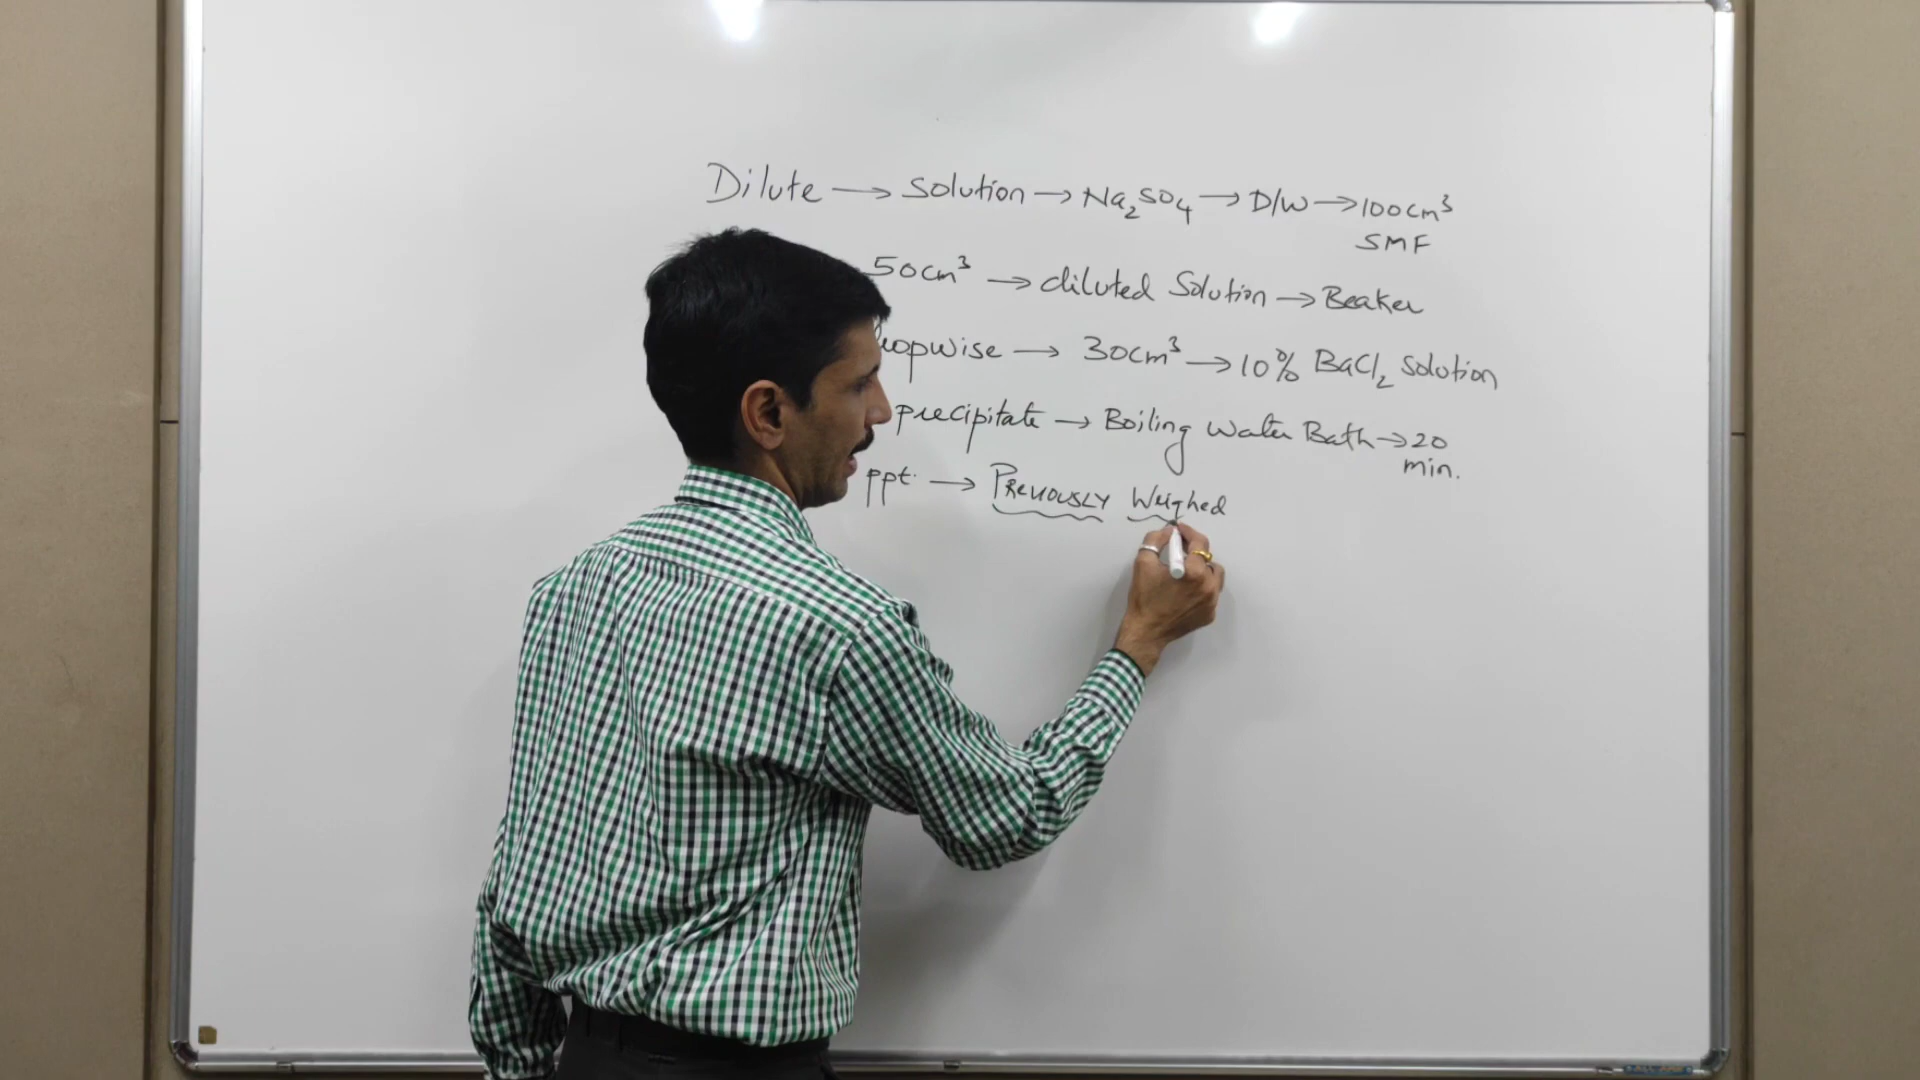 Dilute → Solution → Na₂SO₄ → D/W → 100cm³
SMF
50cm³ → diluted Solution → Beaker
opwise → 30cm³ → 10% BaCl₂ Solution
precipitate → Boiling Water Bath → 20
min.
ppt. → PREVIOUSLY Weighed